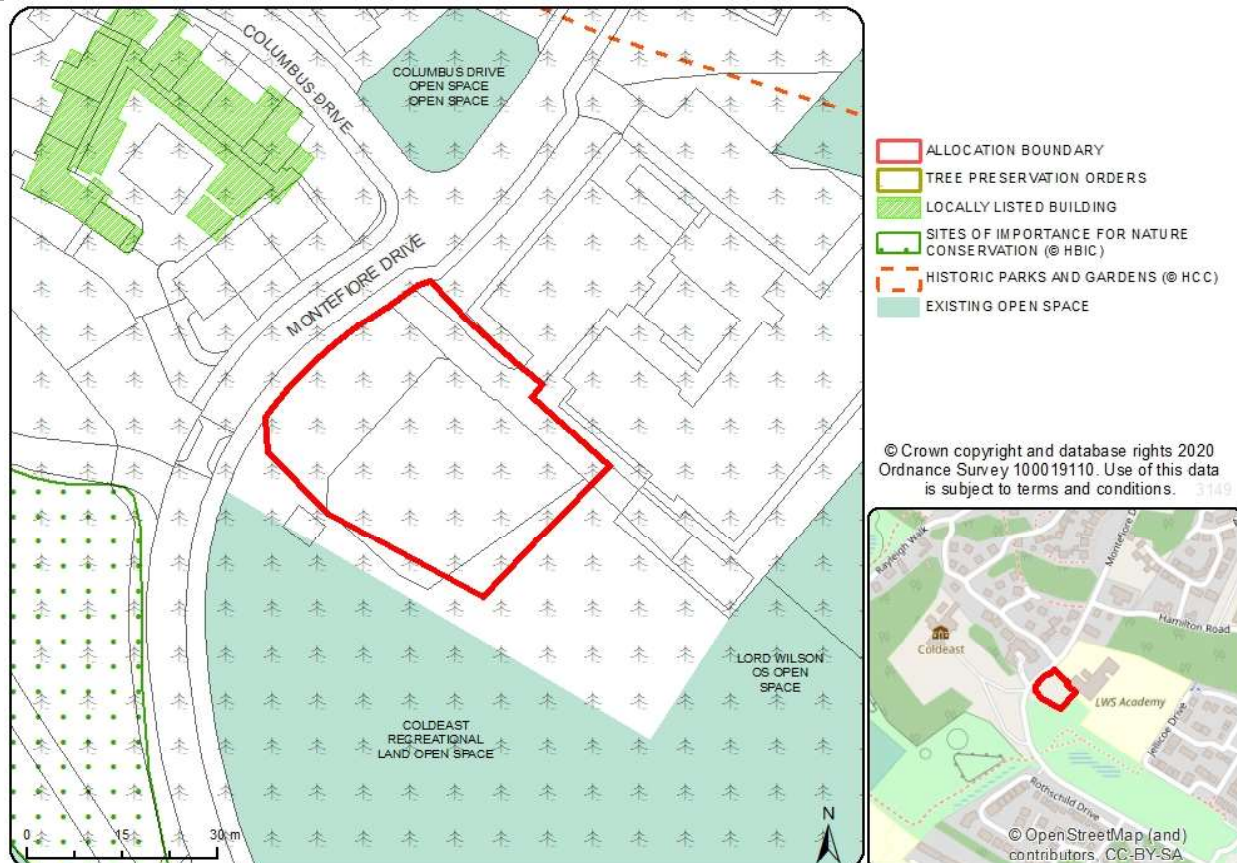 COLUMBUS DRIVE
COLUMBUS DRIVE
OPEN SPACE
OPEN SPACE
MONTEFIORE DRIVE
LORD WILSON
OS OPEN
SPACE
COLDEAST
RECREATIONAL
LAND OPEN SPACE
0 15 30 m
N
ALLOCATION BOUNDARY
TREE PRESERVATION ORDERS
LOCALLY LISTED BUILDING
SITES OF IMPORTANCE FOR NATURE
CONSERVATION (© HBIC)
HISTORIC PARKS AND GARDENS (© HCC)
EXISTING OPEN SPACE
© Crown copyright and database rights 2020
Ordnance Survey 100019110. Use of this data
is subject to terms and conditions. 3149
Rayleigh Walk
Montefiore D
Hamilton Road
Coldeast
LWS Academy
Jellicoe Drive
Rothschild Drive
© OpenStreetMap (and)
contributors, CC-BY-SA